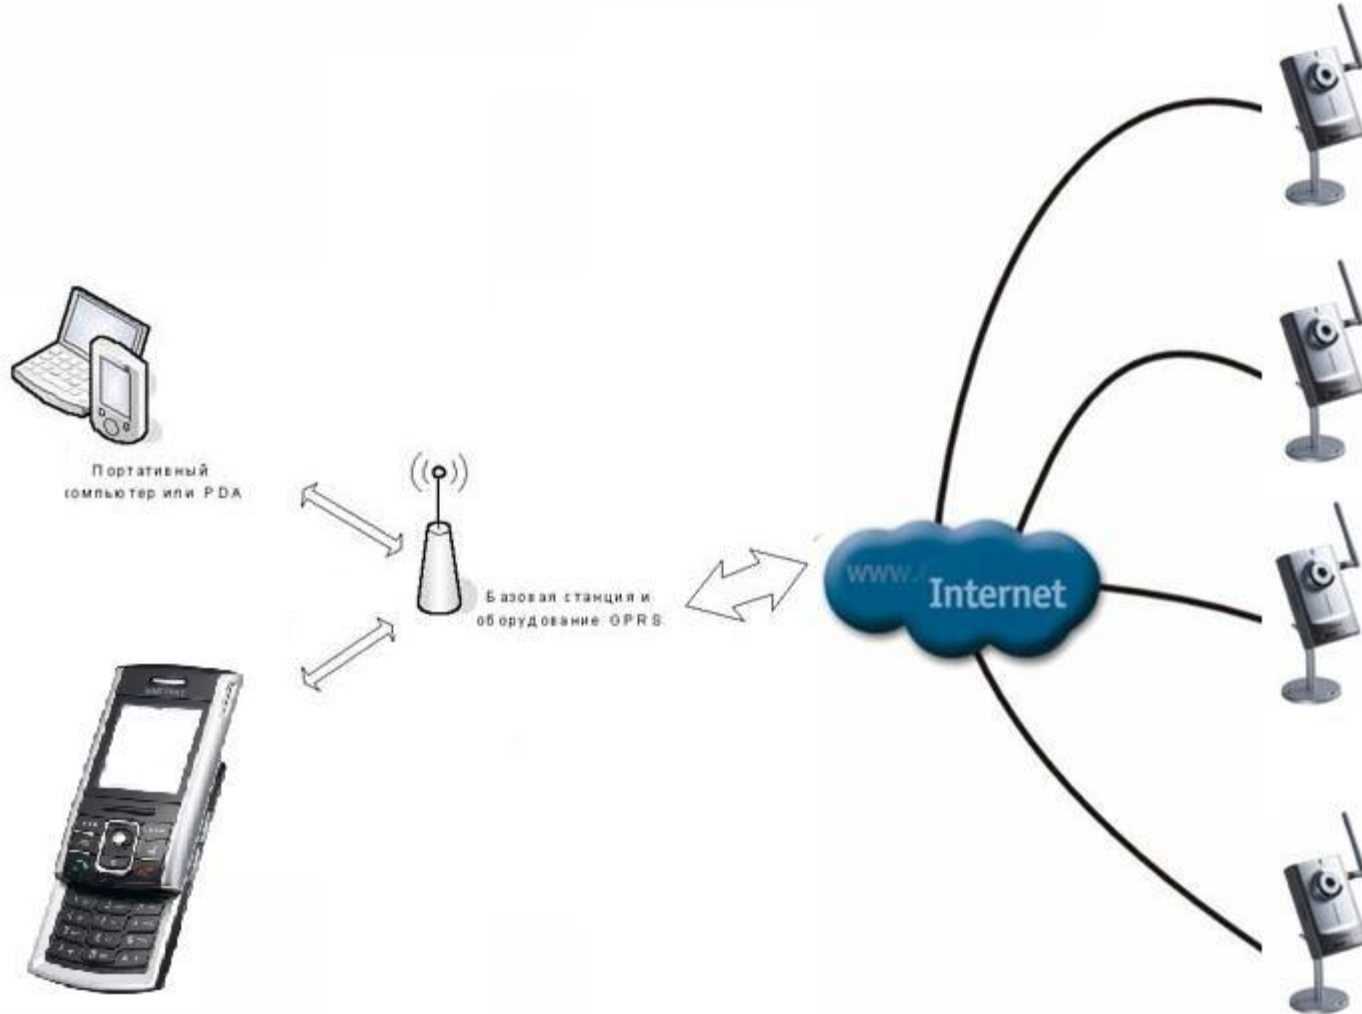 Портативный
компьютер или PDA
Базовая станция и
оборудование GPRS
www.
Internet